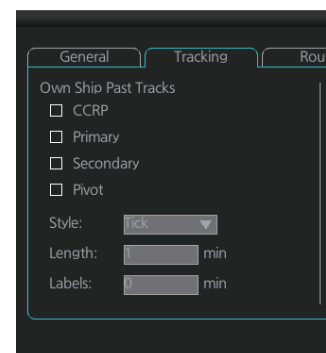 General Tracking Rou
Own Ship Past Tracks
CCRP
Primary
Secondary
Pivot
Style: Tick
Length: 1 min
Labels: 0 min